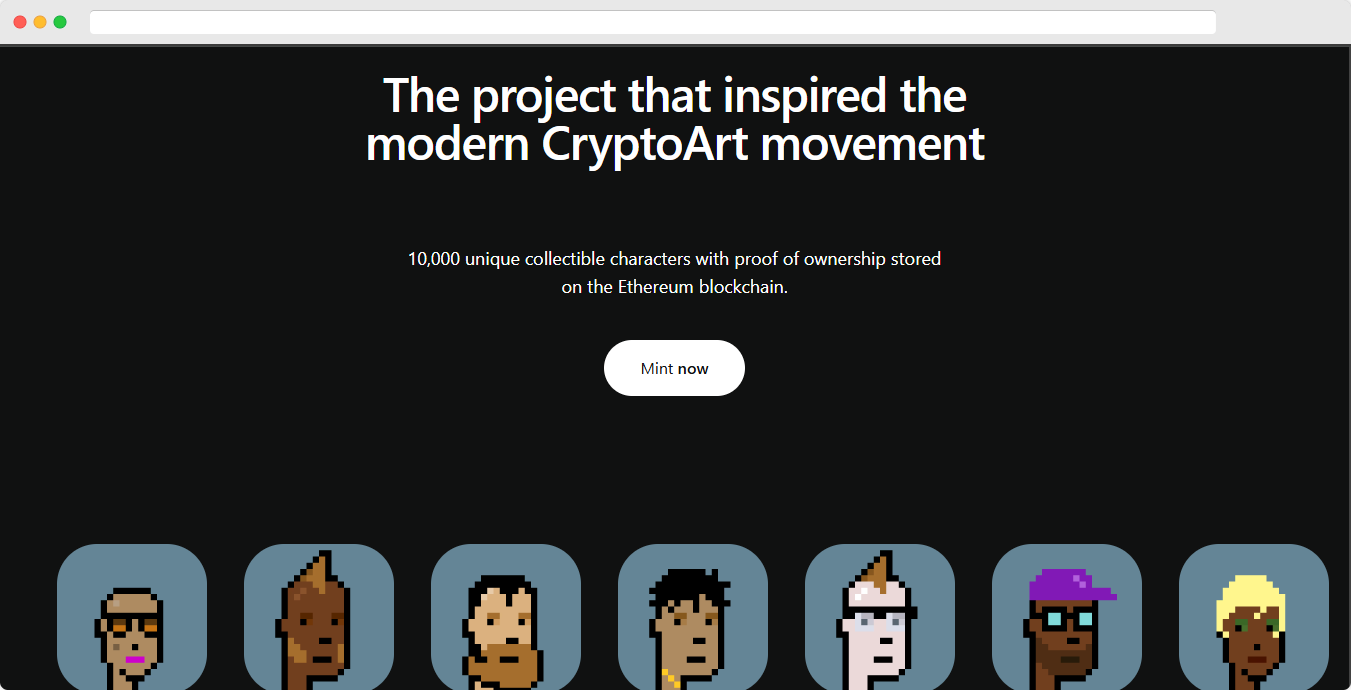 The project that inspired the
modern CryptoArt movement
10,000 unique collectible characters with proof of ownership stored
on the Ethereum blockchain.
Mint now